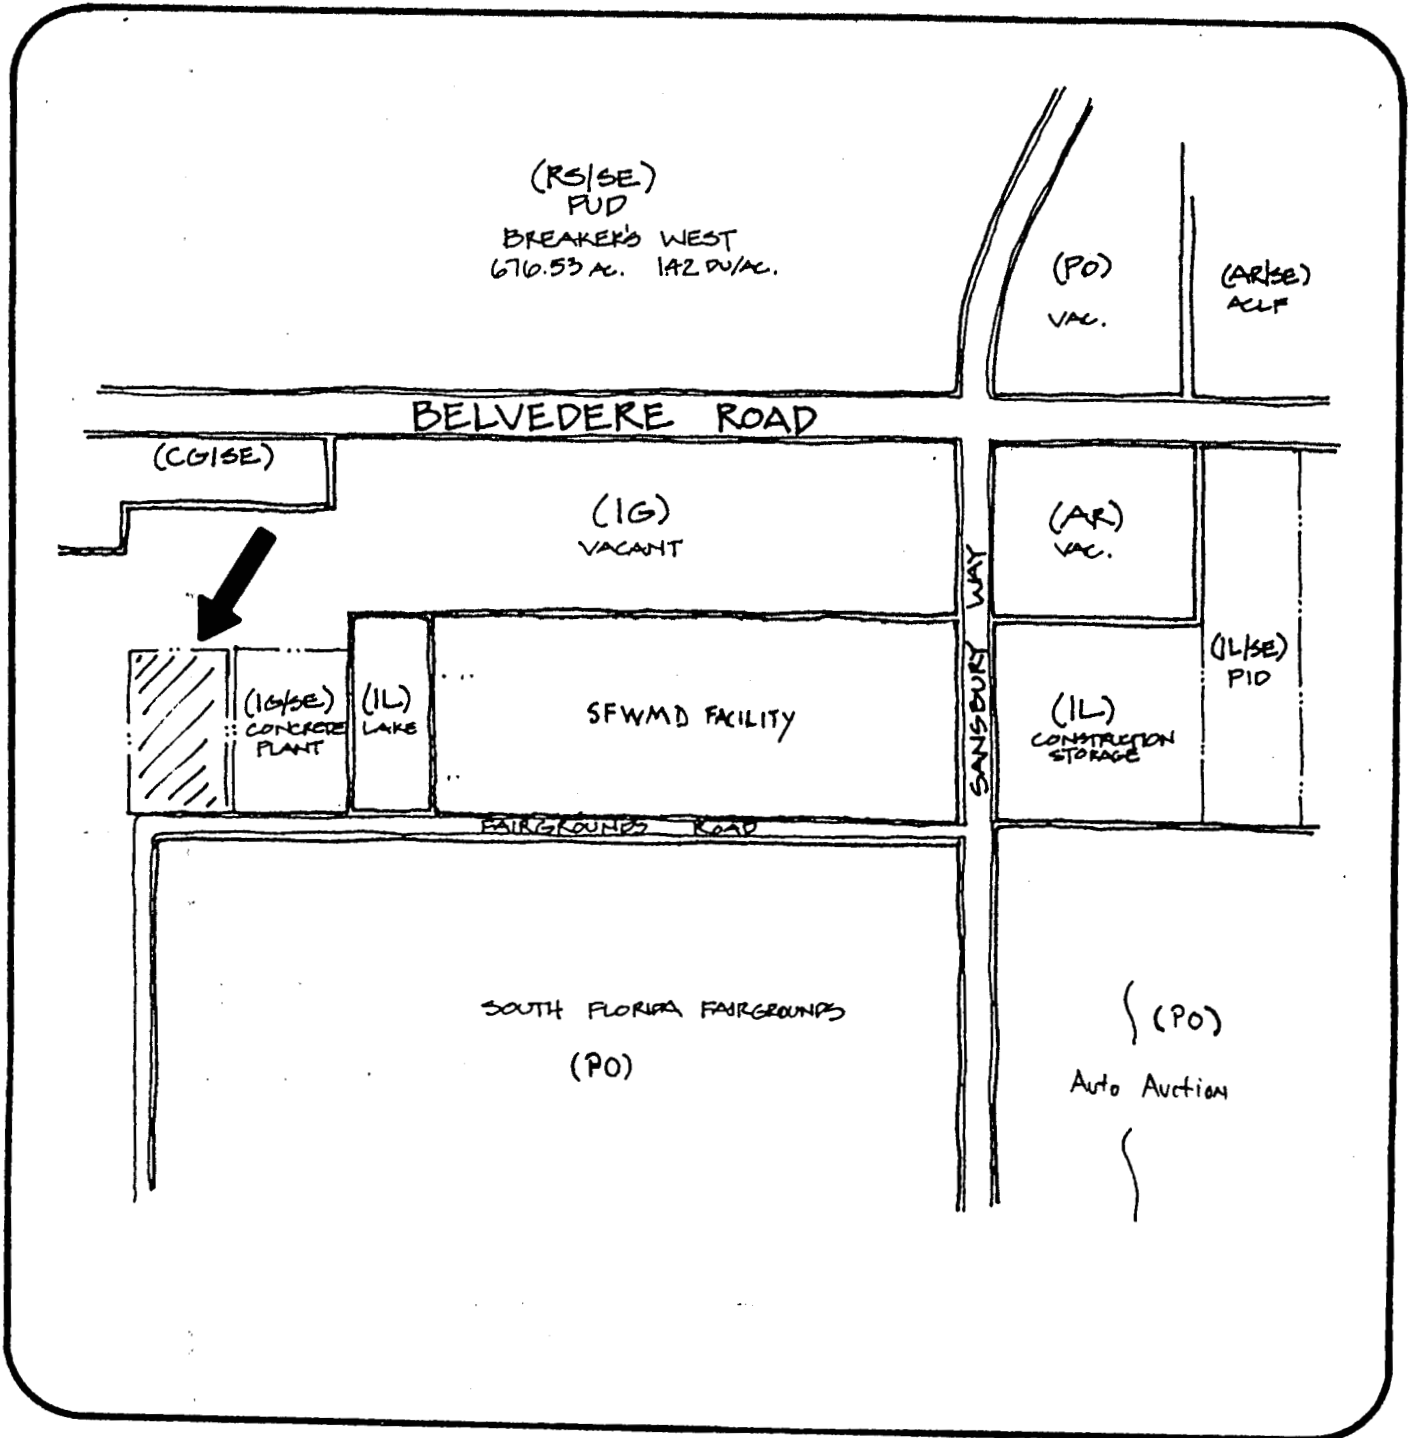 (RS/SE)
PUD
BREAKER'S WEST
676.53 AC. 1.42 DU/AC.
(PO)
VAC.
(AR/SE)
ACLF
BELVEDERE ROAD
(CG/SE)
(IG)
VACANT
(AR)
VAC.
SANSBURY WAY
(IG/SE)
CONCRETE
PLANT
(IL)
LAKE
SFWMD FACILITY
(IL)
CONSTRUCTION
STORAGE
(IL/SE)
PID
FAIRGROUNDS ROAD
SOUTH FLORIDA FAIRGROUNDS
(PO)
(PO)
Auto Auction